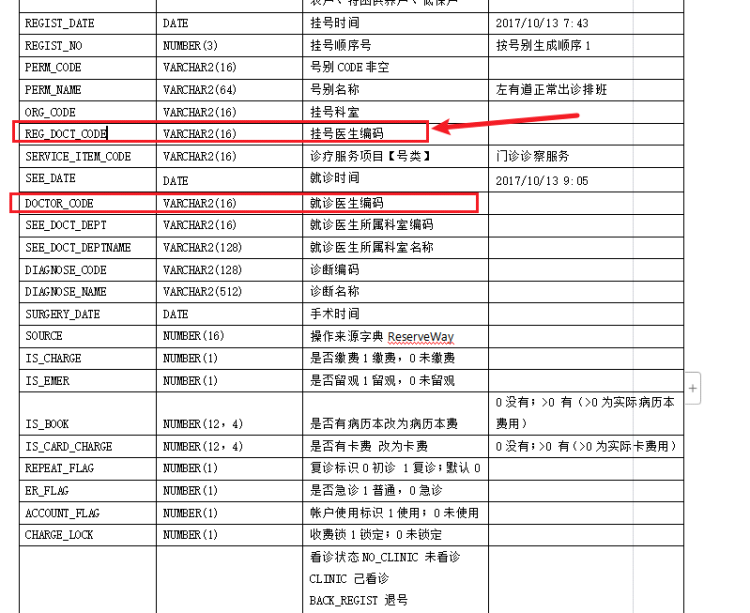 农户、特困供养户、低保户
REGIST_DATE DATE 挂号时间 2017/10/13 7:43
REGIST_NO NUMBER(3) 挂号顺序号 按号别生成顺序 1
PERM_CODE VARCHAR2(16) 号别 CODE 非空
PERM_NAME VARCHAR2(64) 号别名称 左有道正常出诊排班
ORG_CODE VARCHAR2(16) 挂号科室
REG_DOCT_CODE VARCHAR2(16) 挂号医生编码
SERVICE_ITEM_CODE VARCHAR2(16) 诊疗服务项目【号类】 门诊诊察服务
SEE_DATE DATE 就诊时间 2017/10/13 9:05
DOCTOR_CODE VARCHAR2(16) 就诊医生编码
SEE_DOCT_DEPT VARCHAR2(16) 就诊医生所属科室编码
SEE_DOCT_DEPTNAME VARCHAR2(128) 就诊医生所属科室名称
DIAGNOSE_CODE VARCHAR2(128) 诊断编码
DIAGNOSE_NAME VARCHAR2(512) 诊断名称
SURGERY_DATE DATE 手术时间
SOURCE NUMBER(16) 操作来源字典 ReserveWay
IS_CHARGE NUMBER(1) 是否缴费 1 缴费，0 未缴费
IS_EMER NUMBER(1) 是否留观 1 留观，0 未留观
0 没有；>0 有（>0 为实际病历本
IS_BOOK NUMBER(12，4) 是否有病历本改为病历本费 费用）
IS_CARD_CHARGE NUMBER(12，4) 是否有卡费 改为卡费 0 没有；>0 有（>0 为实际卡费用）
REPEAT_FLAG NUMBER(1) 复诊标识 0 初诊 1 复诊；默认 0
ER_FLAG NUMBER(1) 是否急诊 1 普通，0 急诊
ACCOUNT_FLAG NUMBER(1) 帐户使用标识 1 使用；0 未使用
CHARGE_LOCK NUMBER(1) 收费锁 1 锁定；0 未锁定
看诊状态 NO_CLINIC 未看诊
CLINIC 己看诊
BACK_REGIST 退号